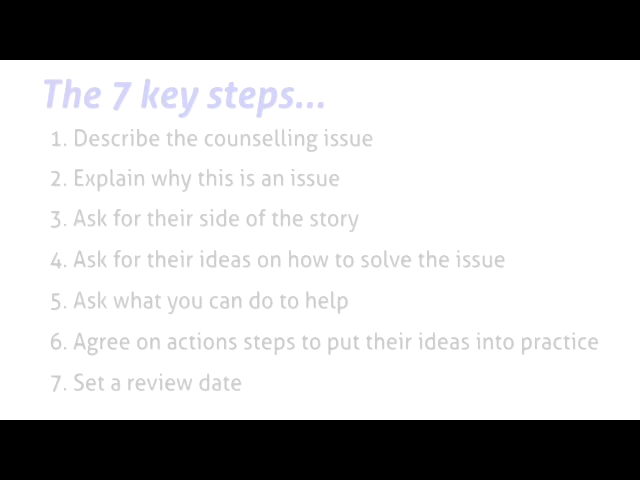 The 7 key steps...
1. Describe the counselling issue
2. Explain why this is an issue
3. Ask for their side of the story
4. Ask for their ideas on how to solve the issue
5. Ask what you can do to help
6. Agree on actions steps to put their ideas into practice
7. Set a review date